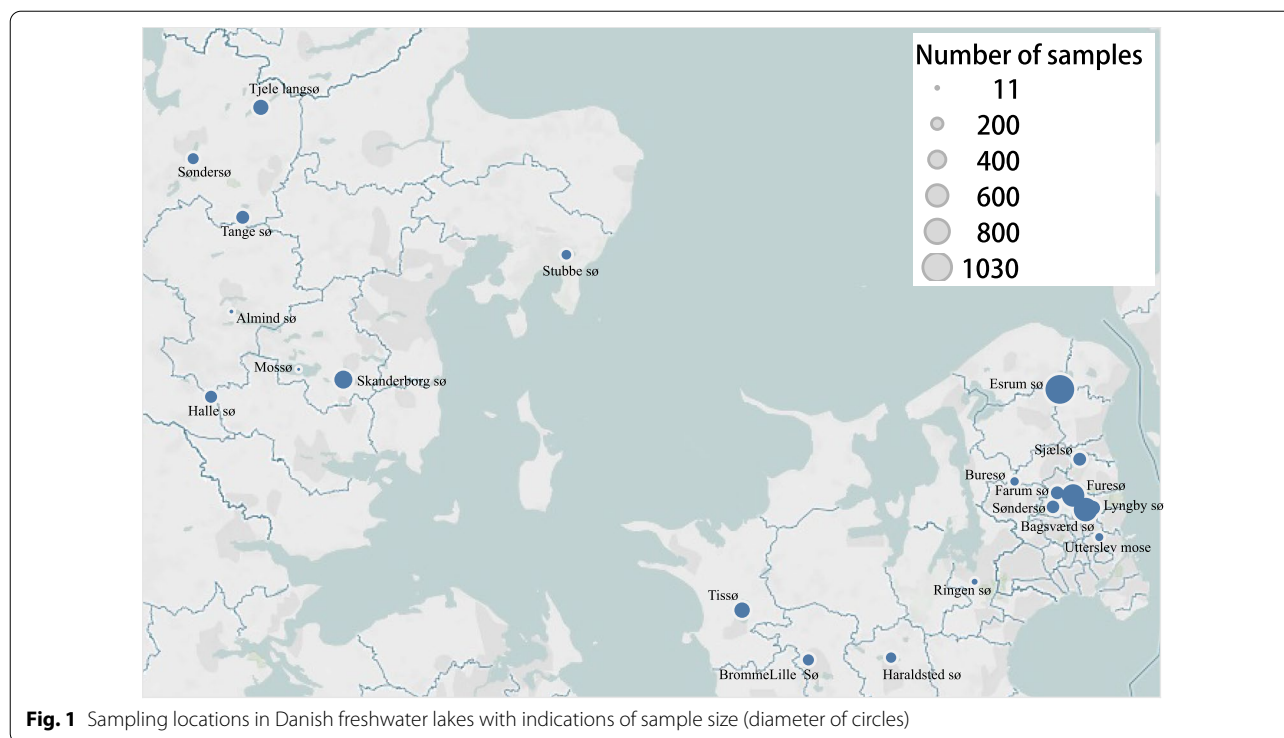 Number of samples
11
200
400
600
800
1030
Tjele langsø
Søndersø
Tange sø
Stubbe sø
Almind sø
Mossø
Skanderborg sø
Halle sø
Esrum sø
Sjælsø
Buresø
Furesø
Farum sø
Søndersø
Lyngby sø
Bagsværd sø
Utterslev mose
Ringen sø
Tissø
BrommeLille Sø
Haraldsted sø
Fig. 1 Sampling locations in Danish freshwater lakes with indications of sample size (diameter of circles)